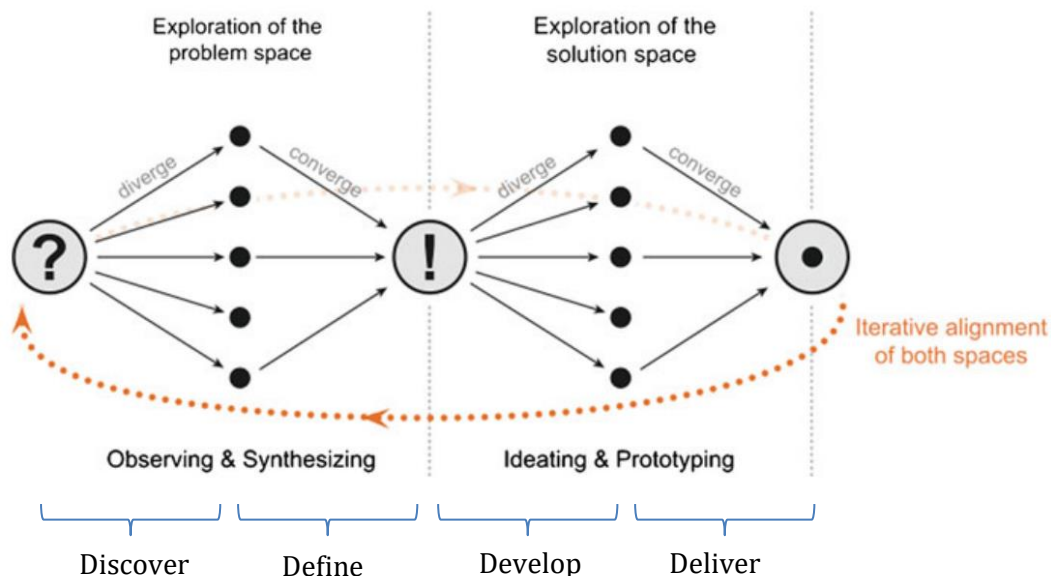 Exploration of the
problem space
Exploration of the
solution space
diverge
converge
diverge
converge
?
!
Iterative alignment
of both spaces
Observing & Synthesizing
Ideating & Prototyping
Discover
Define
Develop
Deliver